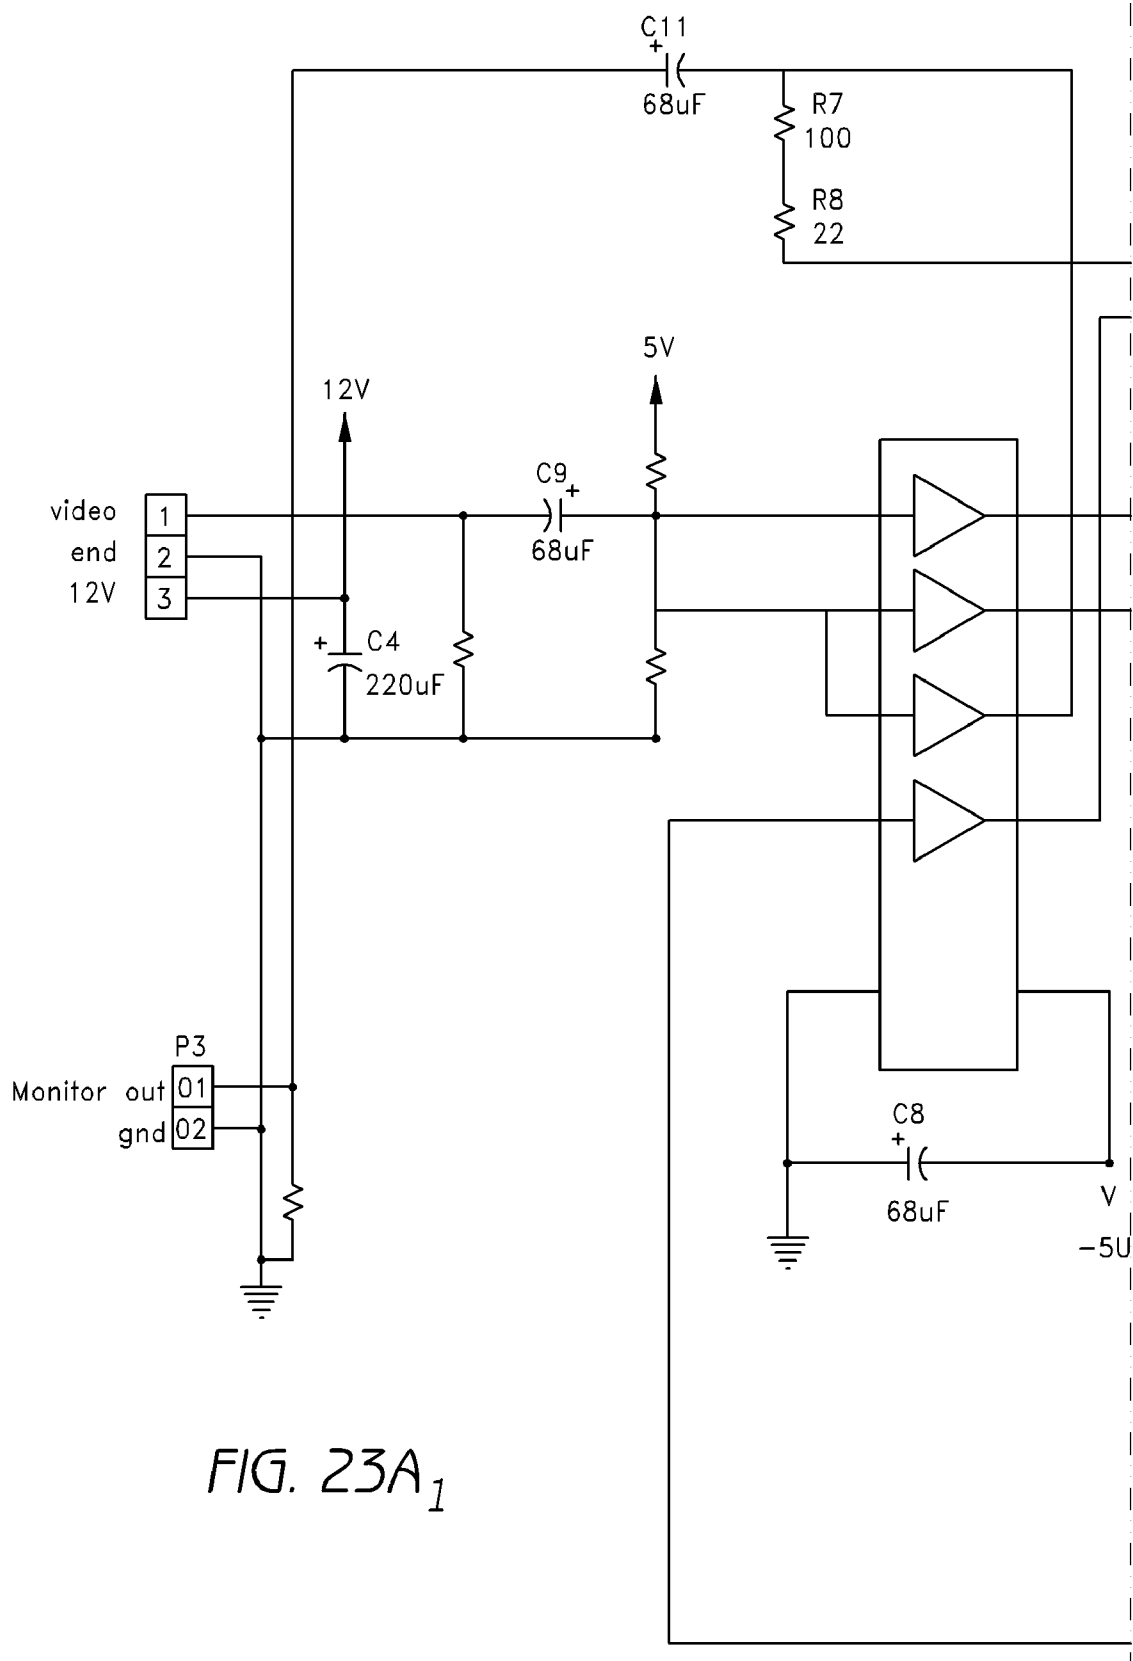 C11
+
68uF
R7
100
R8
22
5V
12V
C9
+
68uF
video 1
end 2
12V 3
+ C4
220uF
P3
Monitor out 01
gnd 02
C8
+
68uF
V
-5U
FIG. 23A1